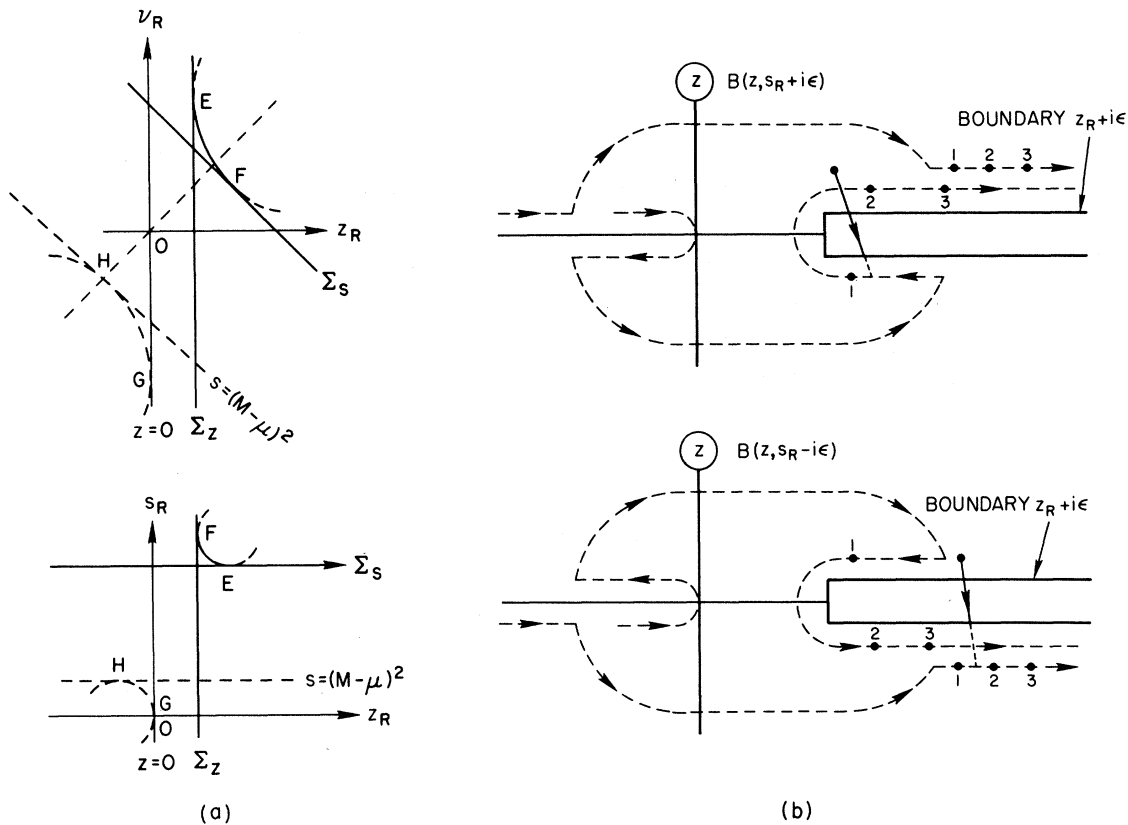 ν_R
E
F
O
z_R
H
Σ_s
G
s=(M-μ)²
z=0
Σ_z
s_R
F
Σ_s
E
H
s=(M-μ)²
G
O
z_R
z=0
Σ_z
(a)
z
B(z,s_R+iϵ)
BOUNDARY z_R+iϵ
1
2
3
2
3
1
z
B(z,s_R-iϵ)
BOUNDARY z_R+iϵ
1
2
3
1
2
3
(b)